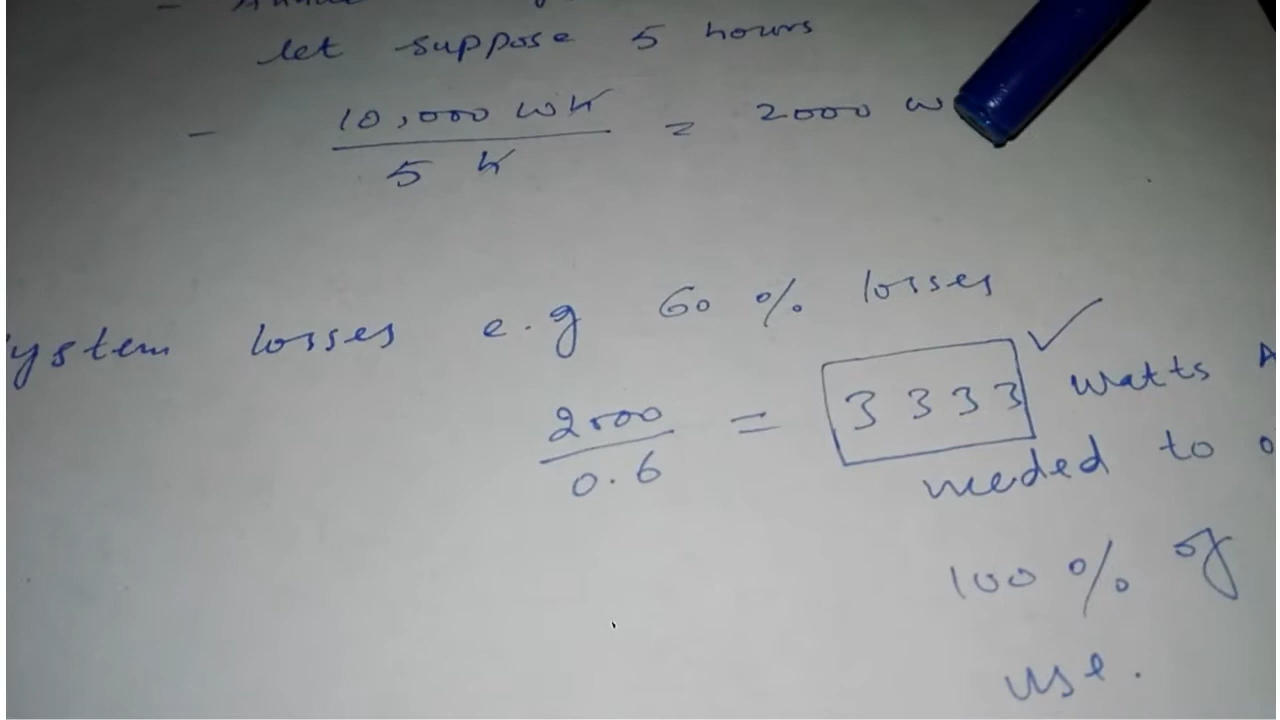 let suppose 5 hours
- 10,000 wh / 5 h = 2000 w
ystem losses e.g 60 % losses
2000 / 0.6 = 3333 watts A
needed to o
100 % of
use.